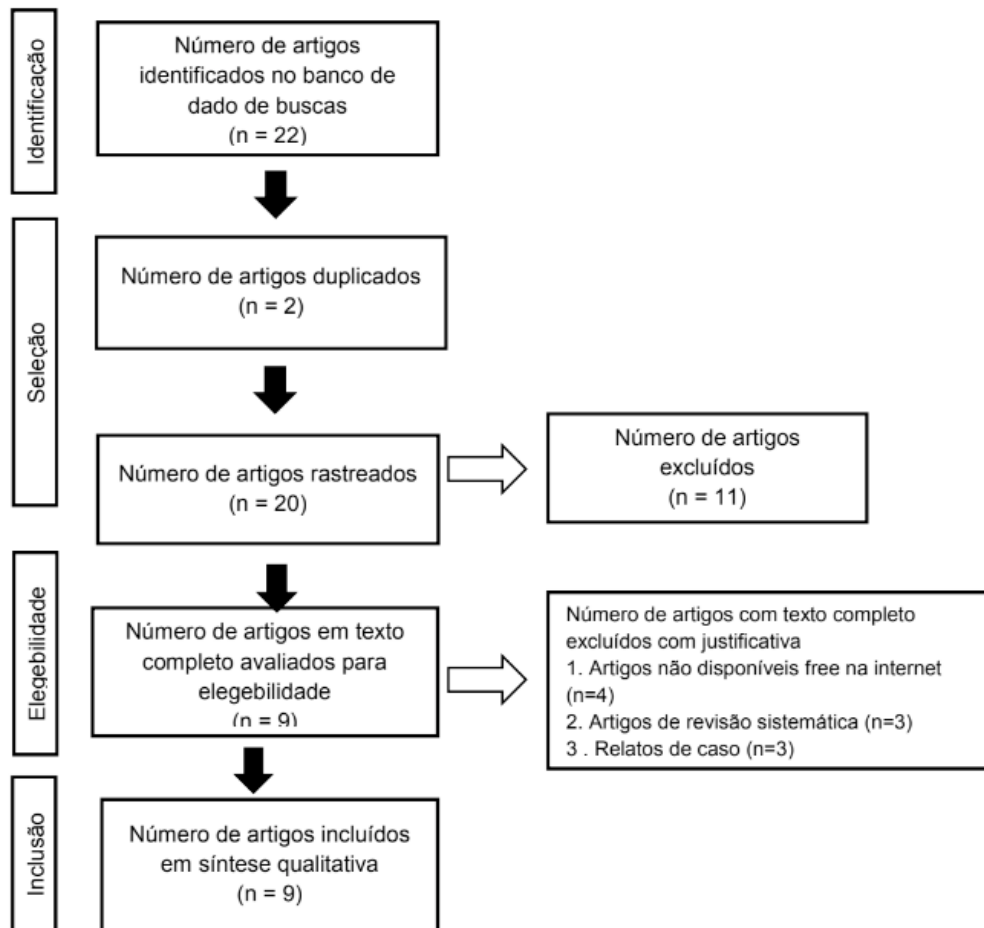 Identificação
Número de artigos
identificados no banco de
dado de buscas
(n = 22)
Seleção
Número de artigos duplicados
(n = 2)
Número de artigos rastreados
(n = 20)
Número de artigos
excluídos
(n = 11)
Elegebilidade
Número de artigos em texto
completo avaliados para
elegebilidade
(n = 9)
Número de artigos com texto completo
excluídos com justificativa
1. Artigos não disponíveis free na internet
(n=4)
2. Artigos de revisão sistemática (n=3)
3 . Relatos de caso (n=3)
Inclusão
Número de artigos incluídos
em síntese qualitativa
(n = 9)